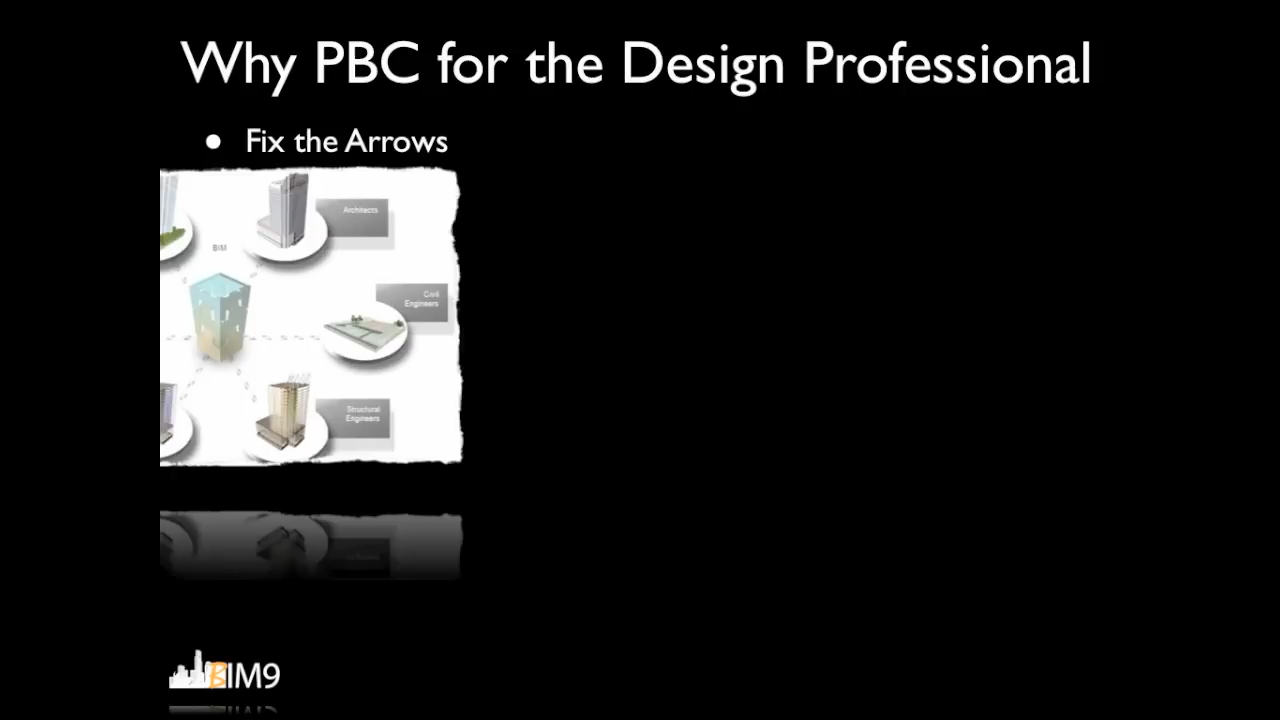 Why PBC for the Design Professional
• Fix the Arrows
Architects
BIM
Civil
Engineers
Structural
Engineers
BIM9